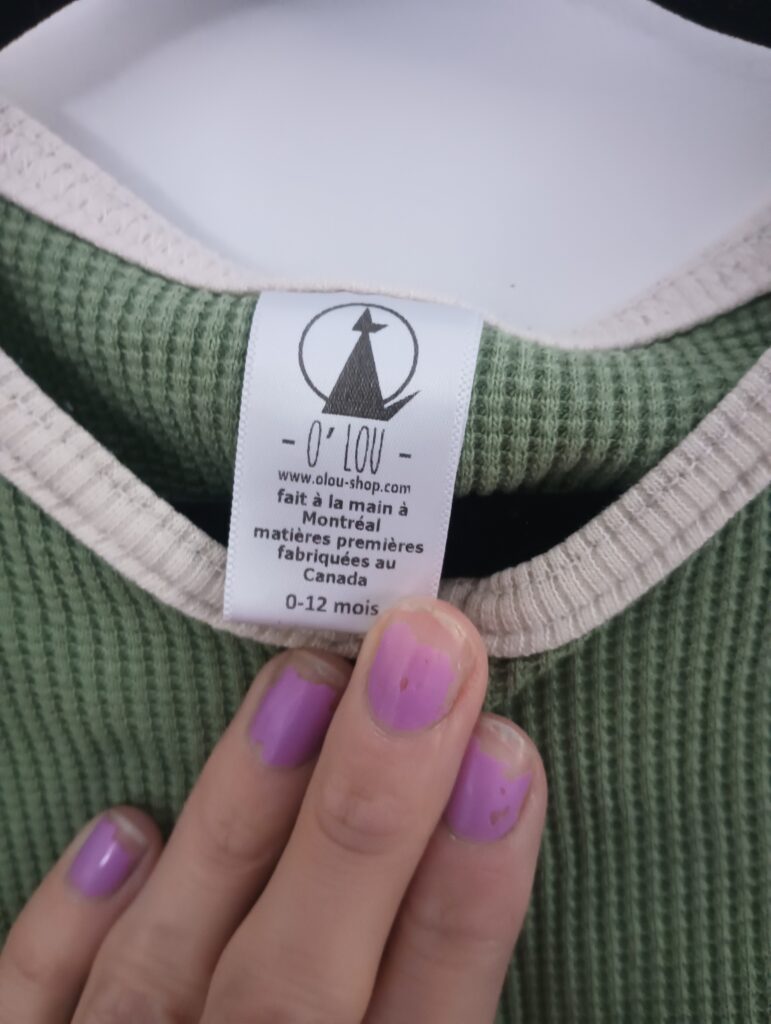 - O' LOU -
www.olou-shop.com
fait à la main à
Montréal
matières premières
fabriquées au
Canada
0-12 mois